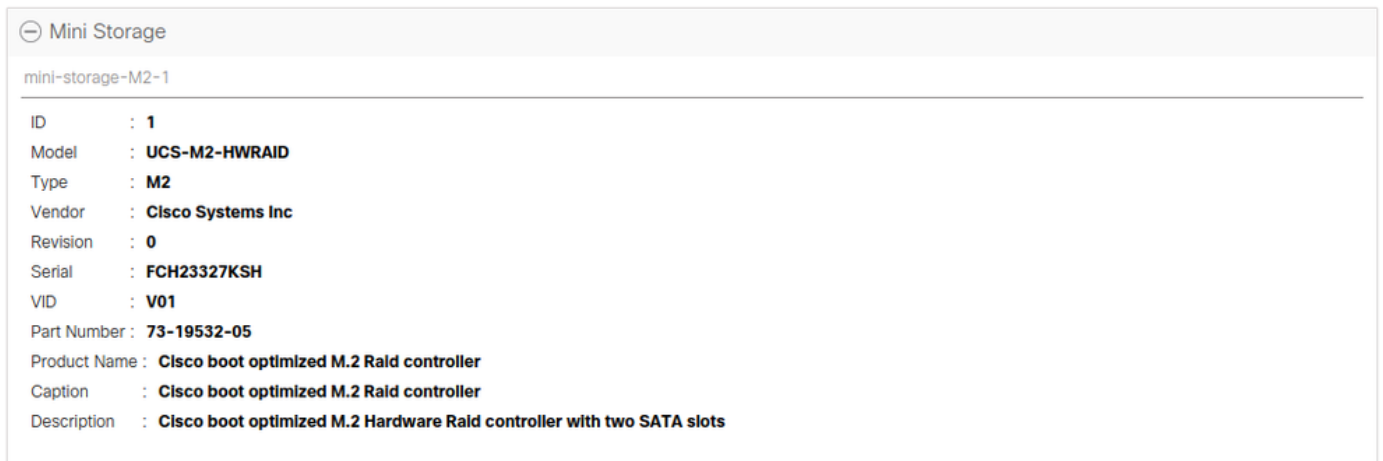 Mini Storage
mini-storage-M2-1
ID : 1
Model : UCS-M2-HWRAID
Type : M2
Vendor : Cisco Systems Inc
Revision : 0
Serial : FCH23327KSH
VID : V01
Part Number : 73-19532-05
Product Name : Cisco boot optimized M.2 Raid controller
Caption : Cisco boot optimized M.2 Raid controller
Description : Cisco boot optimized M.2 Hardware Raid controller with two SATA slots